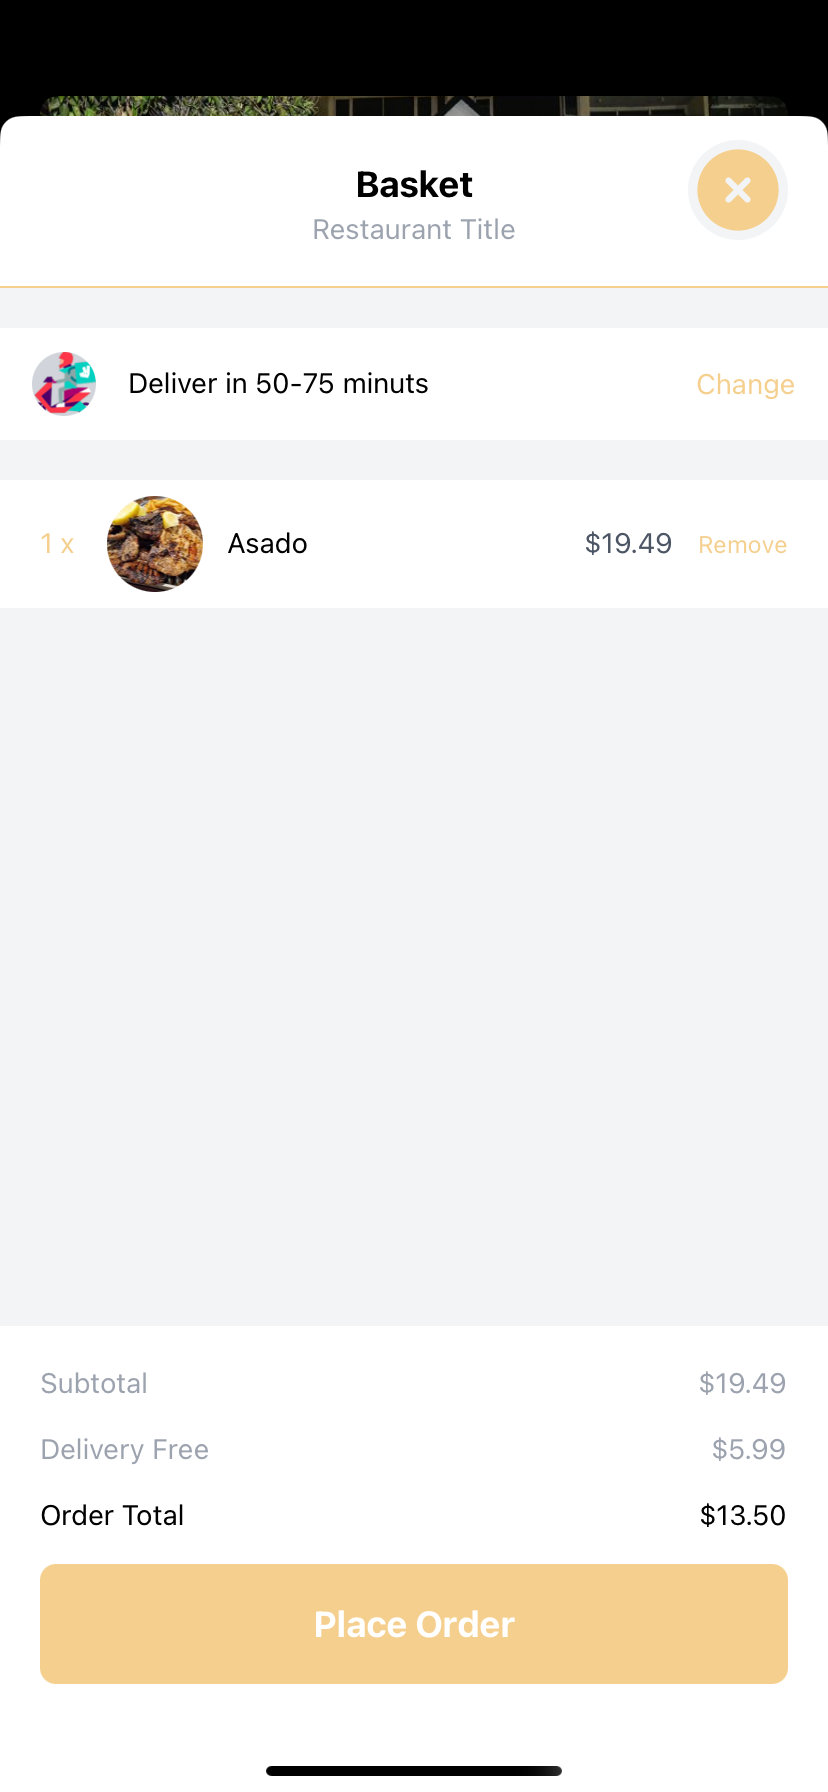 Basket
Restaurant Title
Deliver in 50-75 minuts
Change
1 x
Asado
$19.49
Remove
Subtotal
$19.49
Delivery Free
$5.99
Order Total
$13.50
Place Order